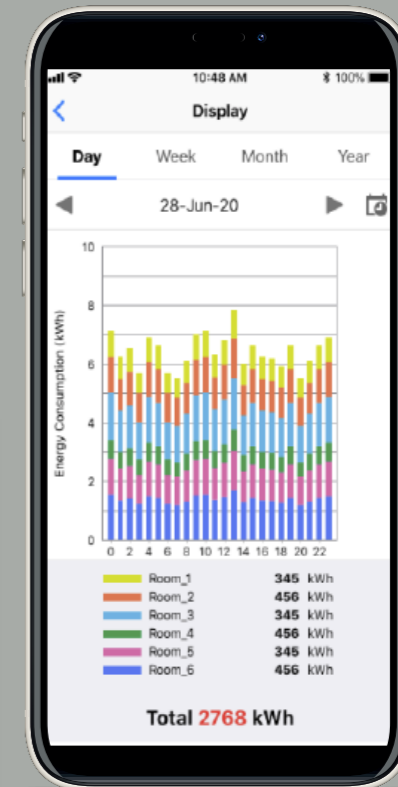 10:48 AM 100%
Display
Day Week Month Year
28-Jun-20
Energy Consumption (kWh)
10
8
6
4
2
0
0 2 4 6 8 10 12 14 16 18 20 22
Room_1 345 kWh
Room_2 456 kWh
Room_3 345 kWh
Room_4 456 kWh
Room_5 345 kWh
Room_6 456 kWh
Total 2768 kWh